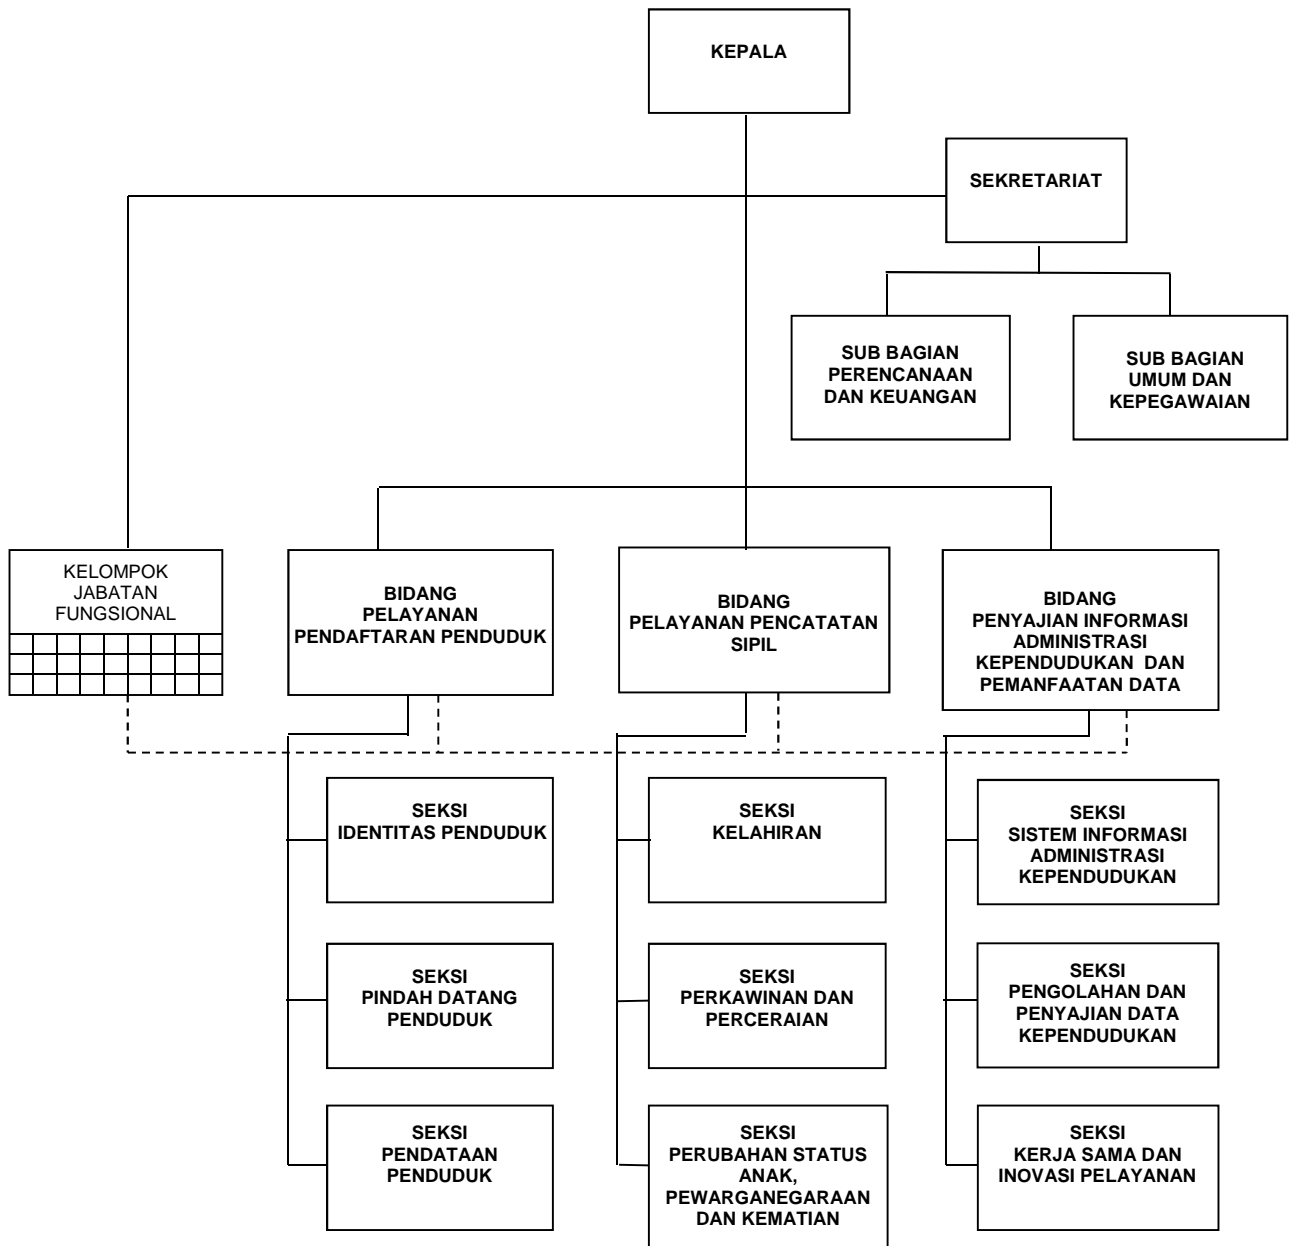 KEPALA
SEKRETARIAT
SUB BAGIAN
PERENCANAAN
DAN KEUANGAN
SUB BAGIAN
UMUM DAN
KEPEGAWAIAN
KELOMPOK
JABATAN
FUNGSIONAL
BIDANG
PELAYANAN
PENDAFTARAN PENDUDUK
BIDANG
PELAYANAN PENCATATAN
SIPIL
BIDANG
PENYAJIAN INFORMASI
ADMINISTRASI
KEPENDUDUKAN DAN
PEMANFAATAN DATA
SEKSI
IDENTITAS PENDUDUK
SEKSI
KELAHIRAN
SEKSI
SISTEM INFORMASI
ADMINISTRASI
KEPENDUDUKAN
SEKSI
PINDAH DATANG
PENDUDUK
SEKSI
PERKAWINAN DAN
PERCERAIAN
SEKSI
PENGOLAHAN DAN
PENYAJIAN DATA
KEPENDUDUKAN
SEKSI
PENDATAAN
PENDUDUK
SEKSI
PERUBAHAN STATUS
ANAK,
PEWARGANEGARAAN
DAN KEMATIAN
SEKSI
KERJA SAMA DAN
INOVASI PELAYANAN